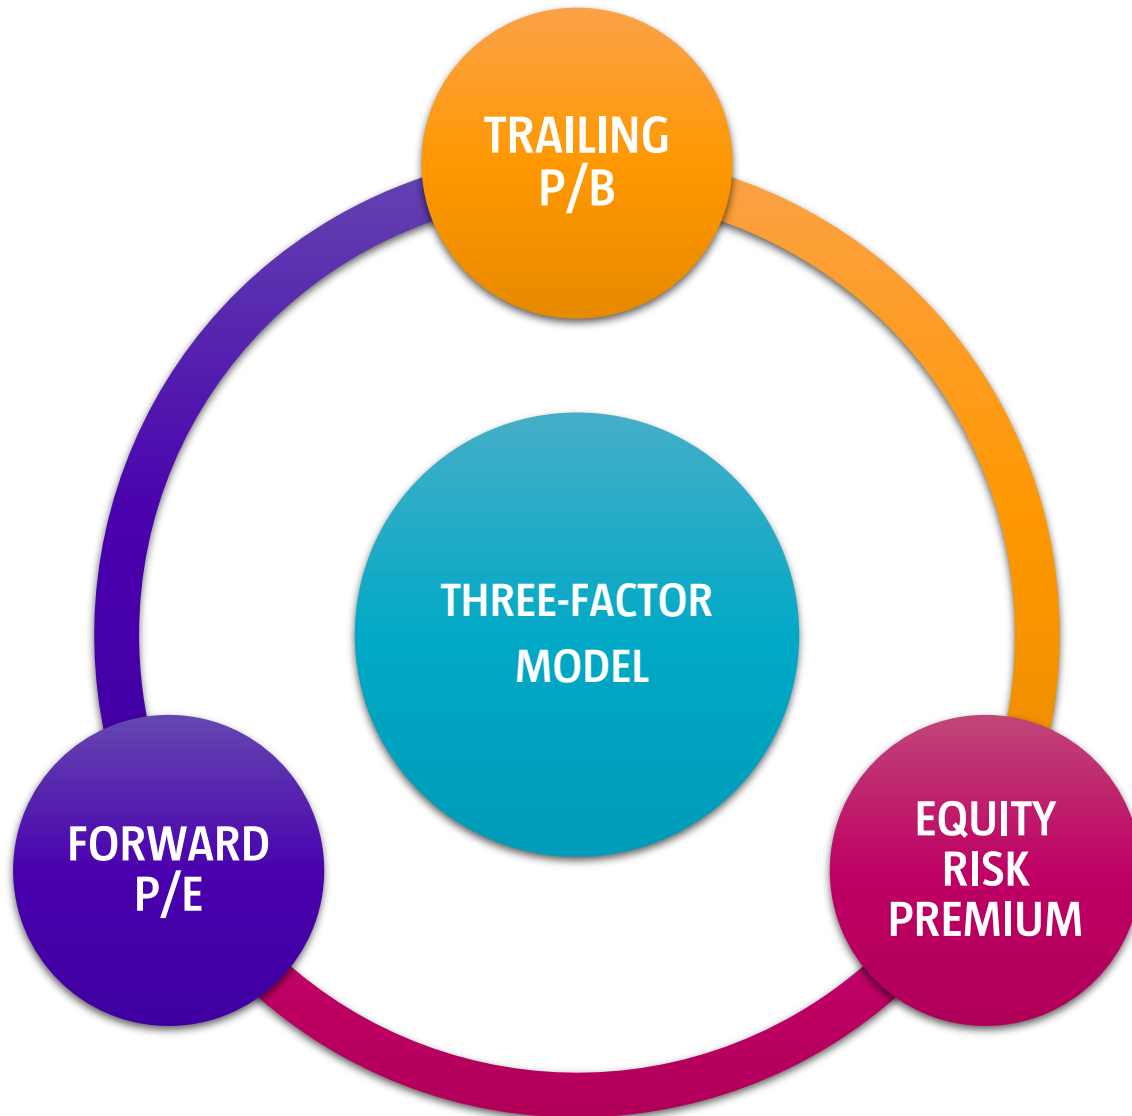 TRAILING
P/B
THREE-FACTOR
MODEL
FORWARD
P/E
EQUITY
RISK
PREMIUM